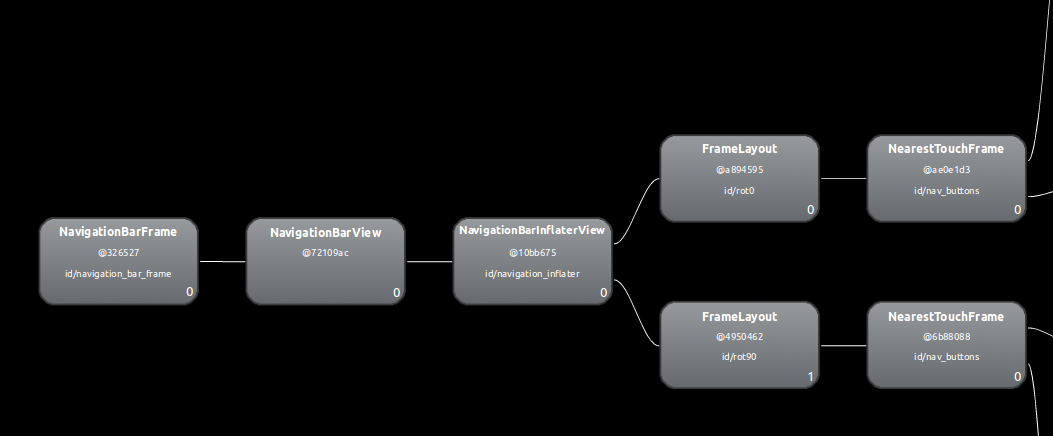 NavigationBarFrame
@326527
id/navigation_bar_frame
0
NavigationBarView
@72109ac
0
NavigationBarInflaterView
@10bb675
id/navigation_inflater
0
FrameLayout
@a894595
id/rot0
0
NearestTouchFrame
@ae0e1d3
id/nav_buttons
0
FrameLayout
@4950462
id/rot90
1
NearestTouchFrame
@6b88088
id/nav_buttons
0